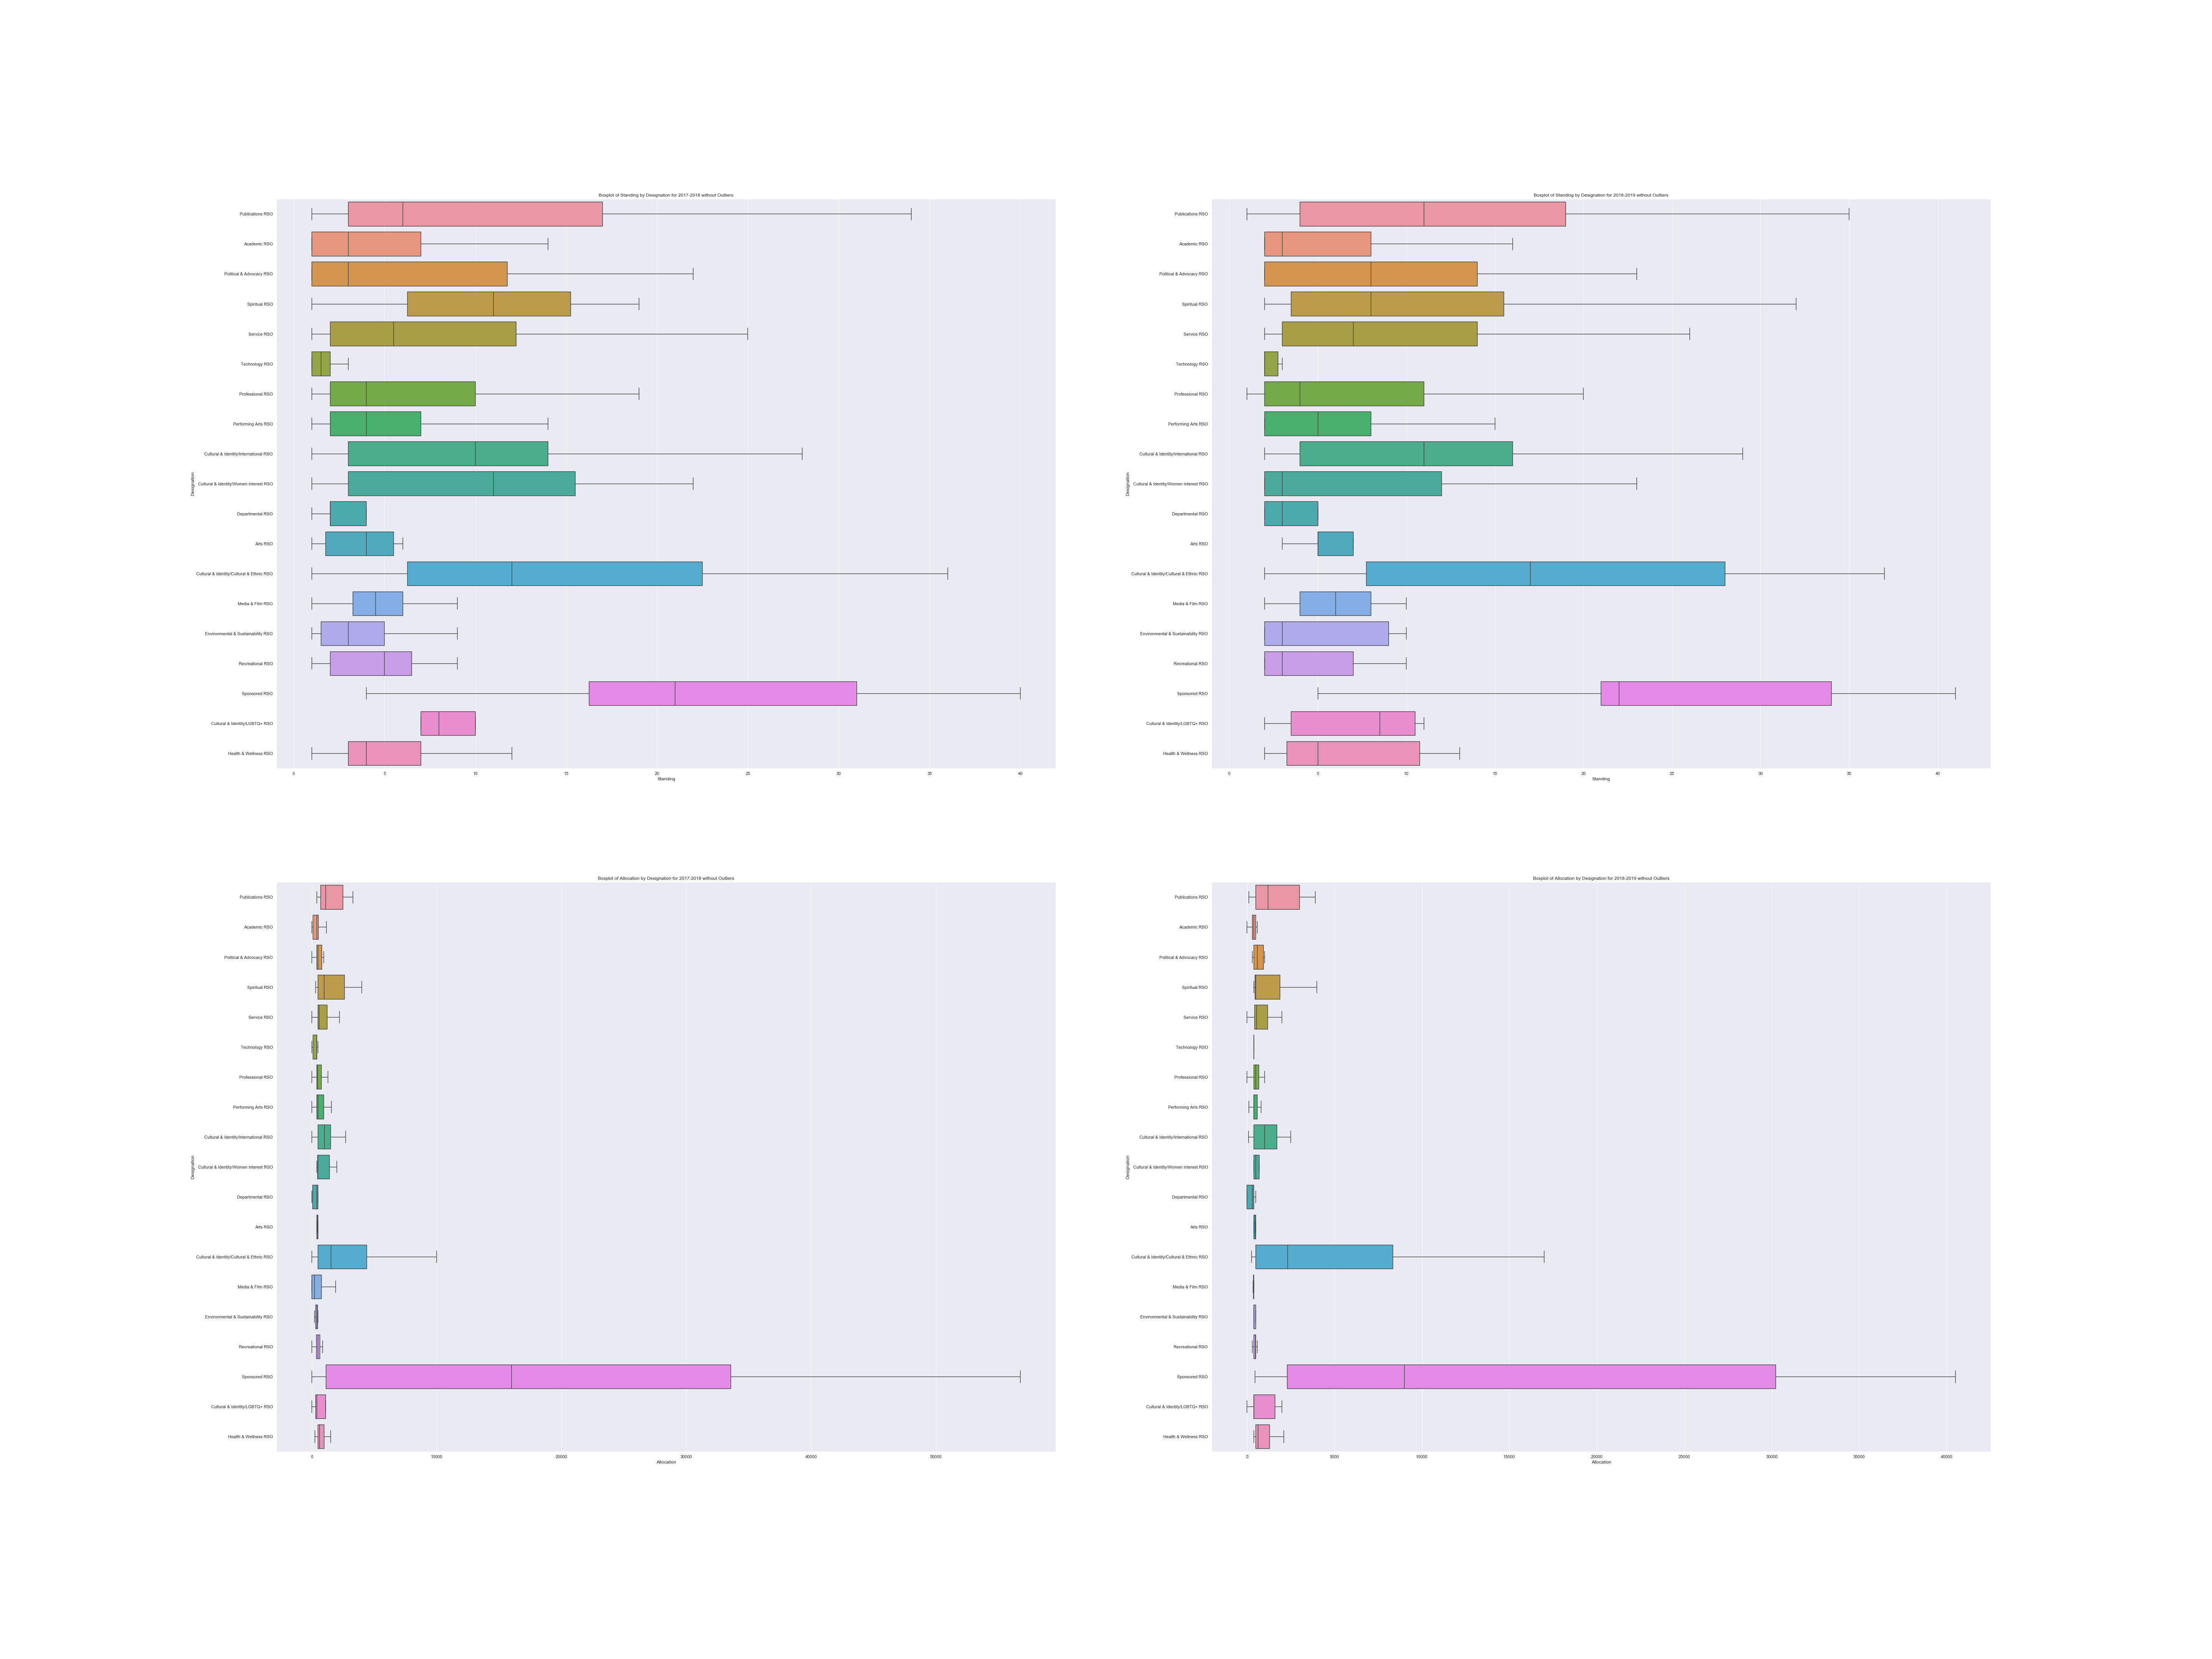 Boxplot of Standing by Designation for 2017-2018 without Outliers
Designation
Publications RSO
Academic RSO
Political & Advocacy RSO
Spiritual RSO
Service RSO
Technology RSO
Professional RSO
Performing Arts RSO
Cultural & Identity/International RSO
Cultural & Identity/Women Interest RSO
Departmental RSO
Arts RSO
Cultural & Identity/Cultural & Ethnic RSO
Media & Film RSO
Environmental & Sustainability RSO
Recreational RSO
Sponsored RSO
Cultural & Identity/LGBTQ+ RSO
Health & Wellness RSO
0 5 10 15 20 25 30 35 40
Standing
Boxplot of Standing by Designation for 2018-2019 without Outliers
Designation
Publications RSO
Academic RSO
Political & Advocacy RSO
Spiritual RSO
Service RSO
Technology RSO
Professional RSO
Performing Arts RSO
Cultural & Identity/International RSO
Cultural & Identity/Women Interest RSO
Departmental RSO
Arts RSO
Cultural & Identity/Cultural & Ethnic RSO
Media & Film RSO
Environmental & Sustainability RSO
Recreational RSO
Sponsored RSO
Cultural & Identity/LGBTQ+ RSO
Health & Wellness RSO
0 5 10 15 20 25 30 35 40
Standing
Boxplot of Allocation by Designation for 2017-2018 without Outliers
Designation
Publications RSO
Academic RSO
Political & Advocacy RSO
Spiritual RSO
Service RSO
Technology RSO
Professional RSO
Performing Arts RSO
Cultural & Identity/International RSO
Cultural & Identity/Women Interest RSO
Departmental RSO
Arts RSO
Cultural & Identity/Cultural & Ethnic RSO
Media & Film RSO
Environmental & Sustainability RSO
Recreational RSO
Sponsored RSO
Cultural & Identity/LGBTQ+ RSO
Health & Wellness RSO
0 10000 20000 30000 40000 50000
Allocation
Boxplot of Allocation by Designation for 2018-2019 without Outliers
Designation
Publications RSO
Academic RSO
Political & Advocacy RSO
Spiritual RSO
Service RSO
Technology RSO
Professional RSO
Performing Arts RSO
Cultural & Identity/International RSO
Cultural & Identity/Women Interest RSO
Departmental RSO
Arts RSO
Cultural & Identity/Cultural & Ethnic RSO
Media & Film RSO
Environmental & Sustainability RSO
Recreational RSO
Sponsored RSO
Cultural & Identity/LGBTQ+ RSO
Health & Wellness RSO
0 5000 10000 15000 20000 25000 30000 35000 40000
Allocation